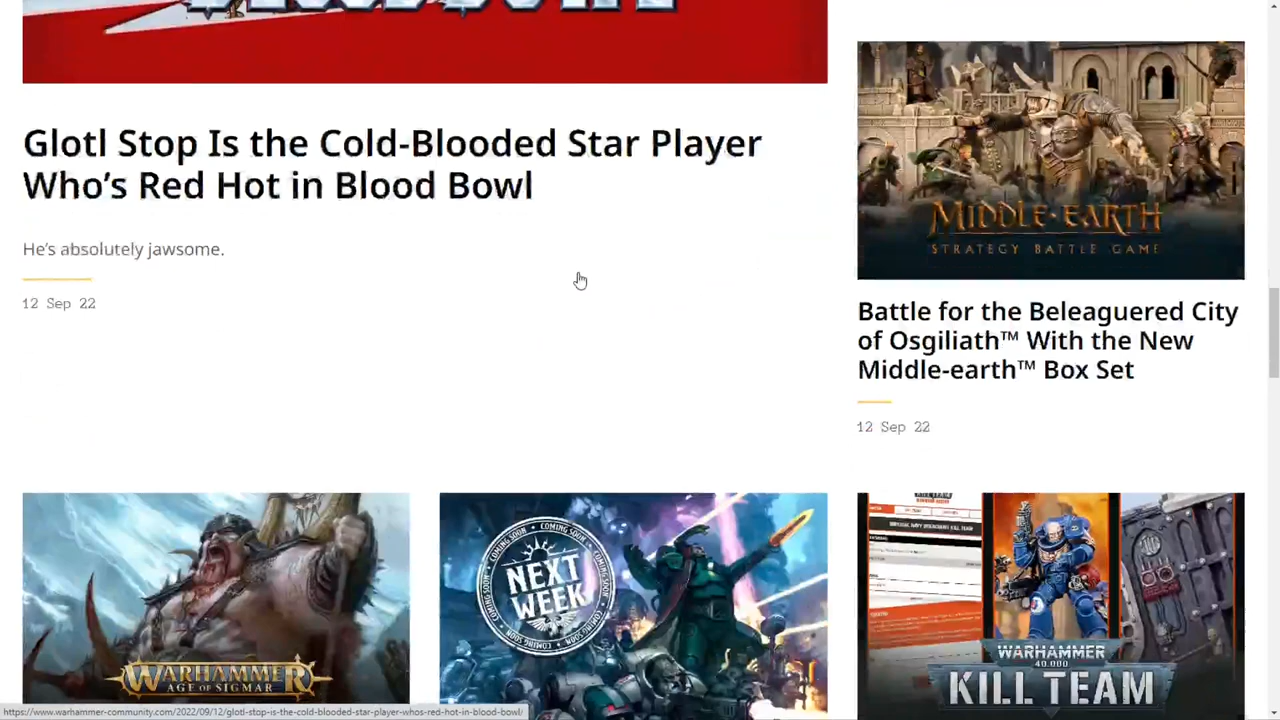 Glotl Stop Is the Cold-Blooded Star Player
Who's Red Hot in Blood Bowl
He's absolutely jawsome.
12 Sep 22
MIDDLE-EARTH
STRATEGY BATTLE GAME
Battle for the Beleaguered City
of Osgiliath™ With the New
Middle-earth™ Box Set
12 Sep 22
WARHAMMER
AGE OF SIGMAR
COMING SOON
NEXT
WEEK
WARHAMMER
40,000
KILL TEAM
https://www.warhammer-community.com/2022/09/12/glotl-stop-is-the-cold-blooded-star-player-whos-red-hot-in-blood-bowl/